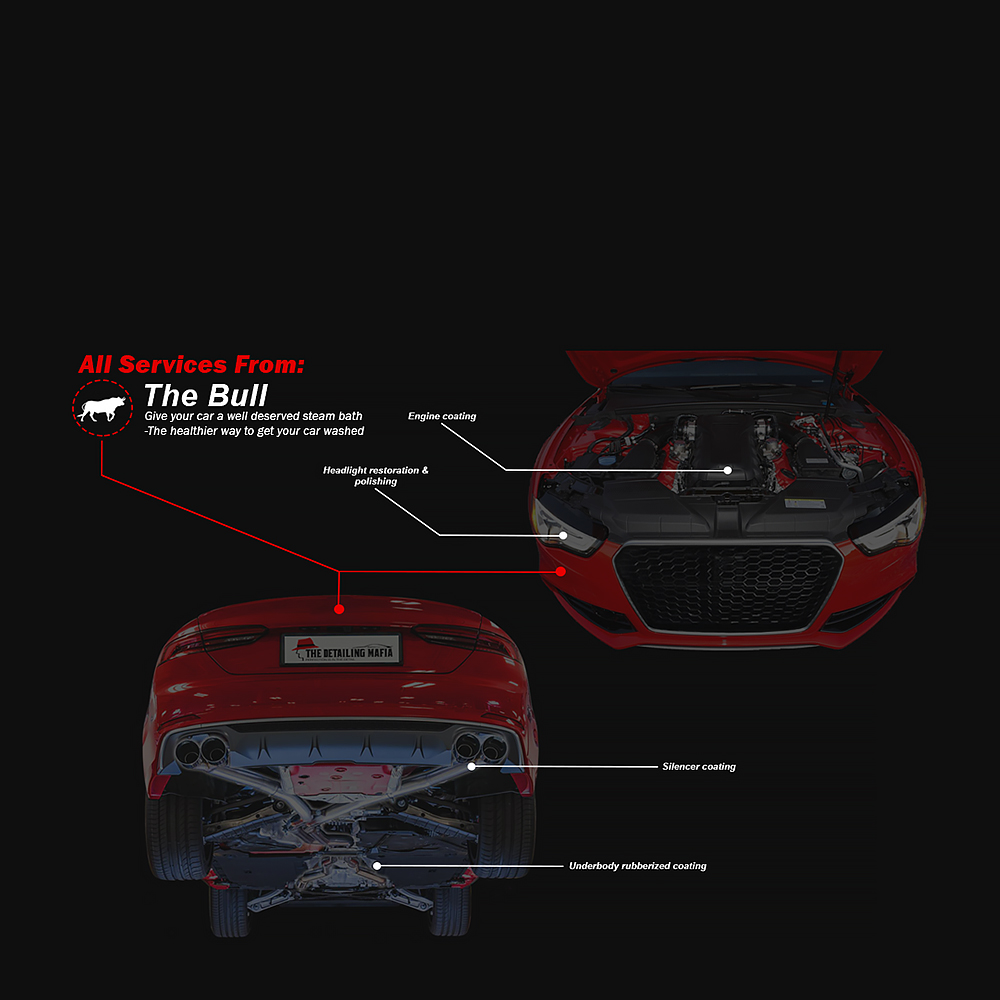 All Services From:
The Bull
Give your car a well deserved steam bath
-The healthier way to get your car washed
Engine coating
Headlight restoration &
polishing
THE DETAILING MAFIA
Silencer coating
Underbody rubberized coating